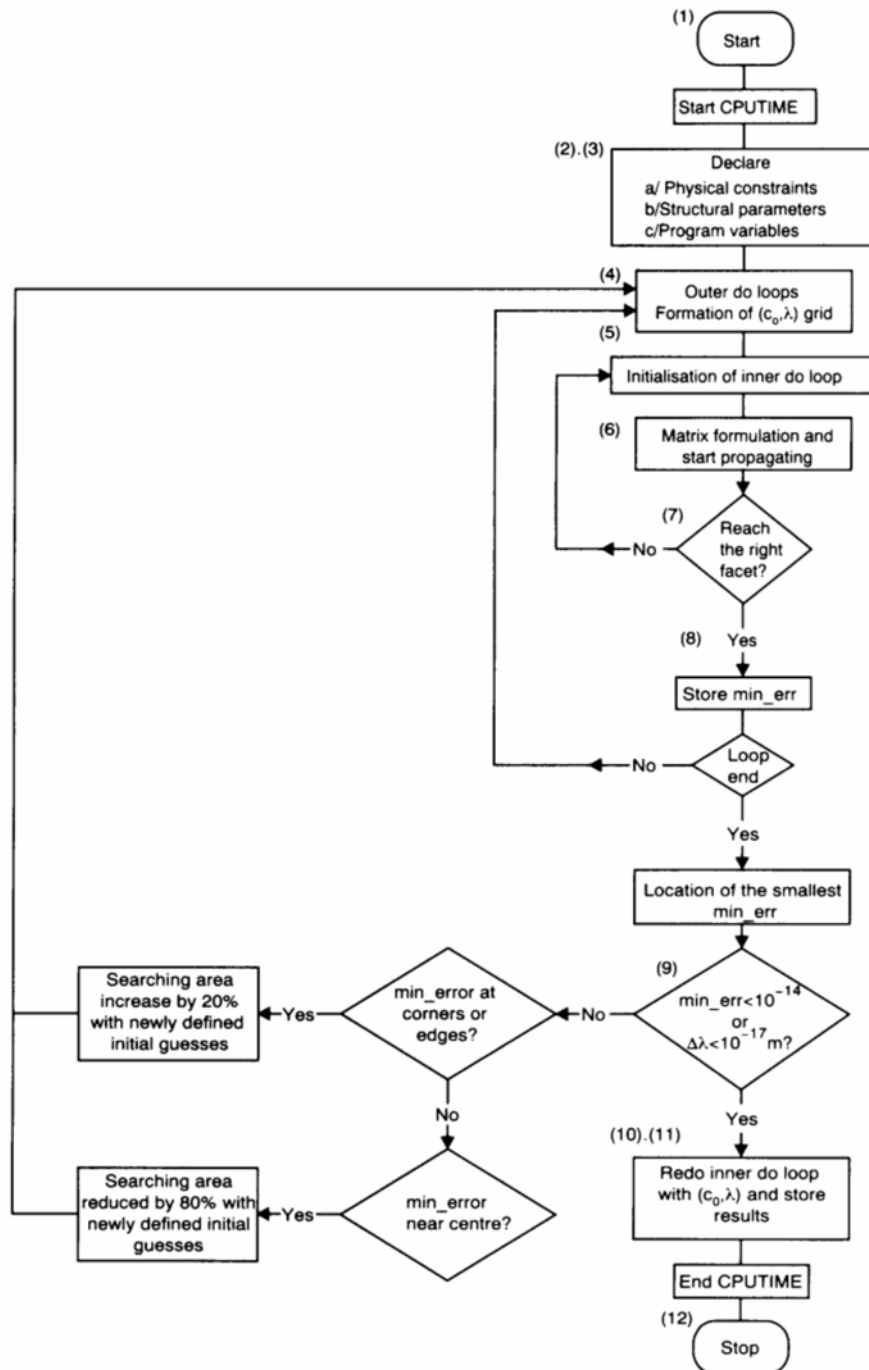 (1)
Start
Start CPUTIME
(2).(3)
Declare
a/ Physical constraints
b/Structural parameters
c/Program variables
(4)
Outer do loops
Formation of (c₀,λ) grid
(5)
Initialisation of inner do loop
(6)
Matrix formulation and
start propagating
(7)
Reach
the right
facet?
No
(8)
Yes
Store min_err
Loop
end
No
Yes
Location of the smallest
min_err
(9)
min_err<10⁻¹⁴
or
Δλ<10⁻¹⁷ m?
No
min_error at
corners or
edges?
Yes
Searching area
increase by 20%
with newly defined
initial guesses
No
min_error
near centre?
Yes
Searching area
reduced by 80% with
newly defined initial
guesses
Yes
(10).(11)
Redo inner do loop
with (c₀,λ) and store
results
End CPUTIME
(12)
Stop